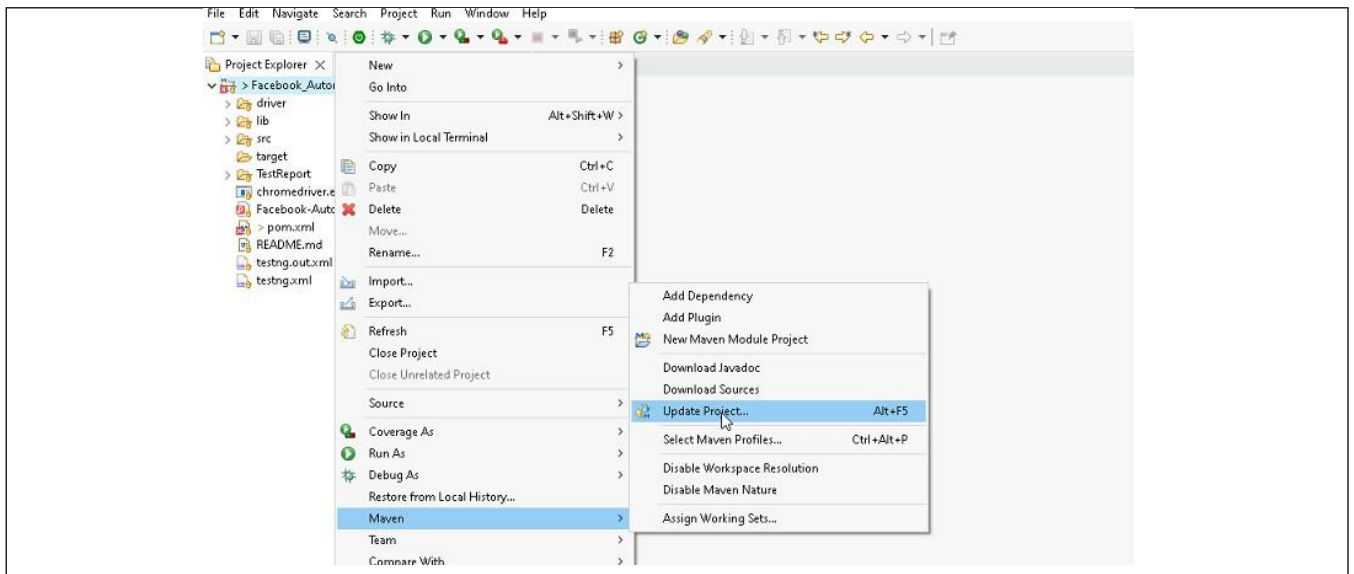 File Edit Navigate Search Project Run Window Help
Project Explorer
> Facebook_Autor
driver
lib
src
target
TestReport
chromedriver.e
Facebook-Auto
> pom.xml
README.md
testng.out.xml
testng.xml
New
Go Into
Show In Alt+Shift+W >
Show in Local Terminal
Copy Ctrl+C
Paste Ctrl+V
Delete Delete
Move...
Rename... F2
Import...
Export...
Refresh F5
Close Project
Close Unrelated Project
Source
Coverage As
Run As
Debug As
Restore from Local History...
Maven
Team
Compare With
Add Dependency
Add Plugin
New Maven Module Project
Download Javadoc
Download Sources
Update Project... Alt+F5
Select Maven Profiles... Ctrl+Alt+P
Disable Workspace Resolution
Disable Maven Nature
Assign Working Sets...